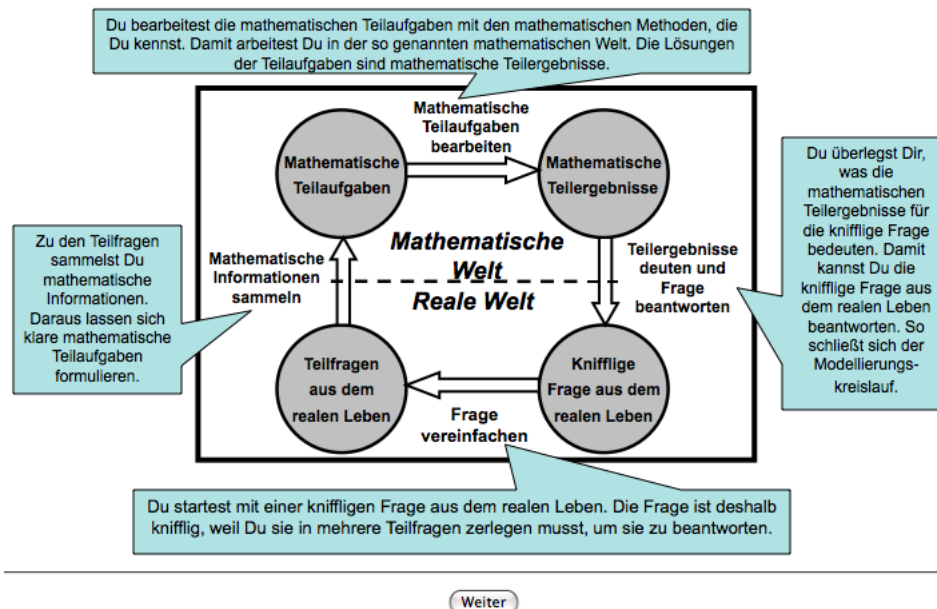 Du bearbeitest die mathematischen Teilaufgaben mit den mathematischen Methoden, die
Du kennst. Damit arbeitest Du in der so genannten mathematischen Welt. Die Lösungen
der Teilaufgaben sind mathematische Teilergebnisse.
Mathematische
Teilaufgaben
bearbeiten
Mathematische
Teilaufgaben
Mathematische
Teilergebnisse
Du überlegst Dir,
was die
mathematischen
Teilergebnisse für
die knifflige Frage
bedeuten. Damit
kannst Du die
knifflige Frage aus
dem realen Leben
beantworten. So
schließt sich der
Modellierungs-
kreislauf.
Zu den Teilfragen
sammelst Du
mathematische
Informationen.
Daraus lassen sich
klare mathematische
Teilaufgaben
formulieren.
Mathematische
Informationen
sammeln
Mathematische
Welt
Reale Welt
Teilergebnisse
deuten und
Frage
beantworten
Teilfragen
aus dem
realen Leben
Knifflige
Frage aus dem
realen Leben
Frage
vereinfachen
Du startest mit einer kniffligen Frage aus dem realen Leben. Die Frage ist deshalb
knifflig, weil Du sie in mehrere Teilfragen zerlegen musst, um sie zu beantworten.
Weiter